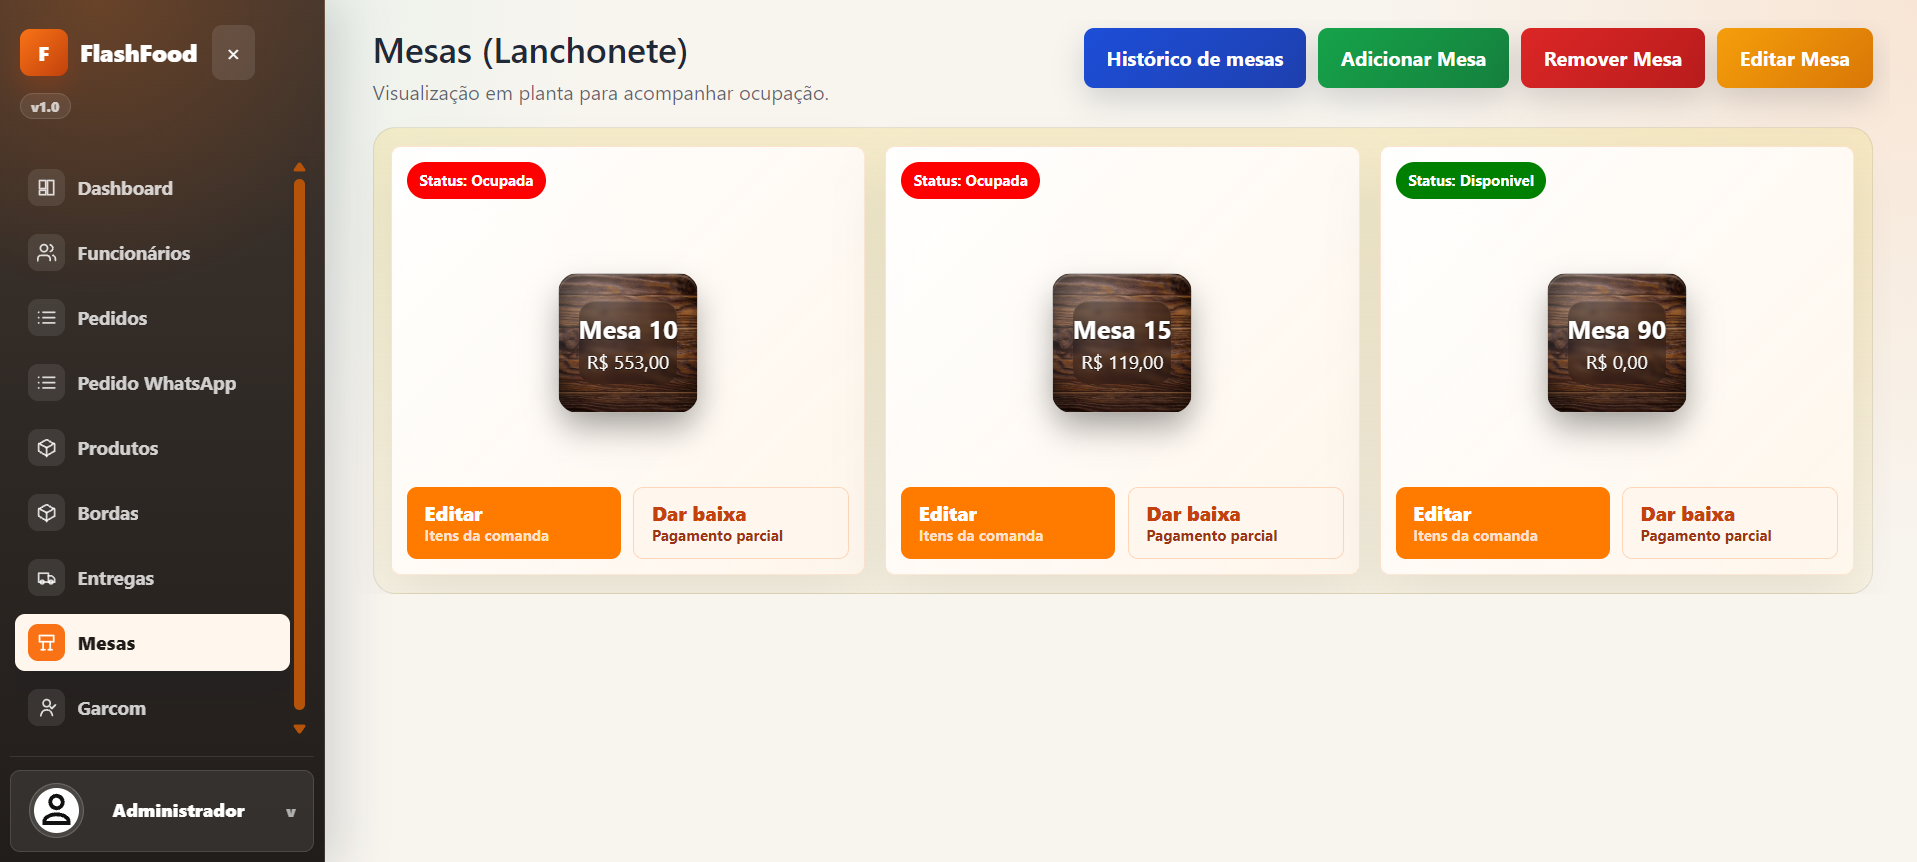 F
FlashFood
×
v1.0
Dashboard
Funcionários
Pedidos
Pedido WhatsApp
Produtos
Bordas
Entregas
Mesas
Garcom
Administrador
v
Mesas (Lanchonete)
Visualização em planta para acompanhar ocupação.
Histórico de mesas
Adicionar Mesa
Remover Mesa
Editar Mesa
Status: Ocupada
Mesa 10
R$ 553,00
Editar
Itens da comanda
Dar baixa
Pagamento parcial
Status: Ocupada
Mesa 15
R$ 119,00
Editar
Itens da comanda
Dar baixa
Pagamento parcial
Status: Disponivel
Mesa 90
R$ 0,00
Editar
Itens da comanda
Dar baixa
Pagamento parcial